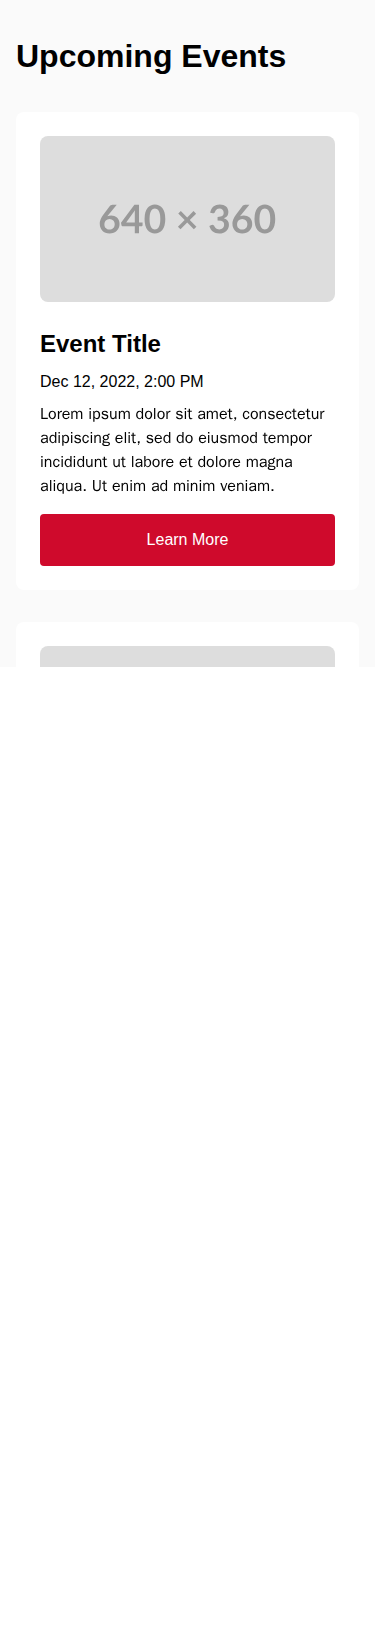 Upcoming Events
640 × 360
Event Title
Dec 12, 2022, 2:00 PM
Lorem ipsum dolor sit amet, consectetur
adipiscing elit, sed do eiusmod tempor
incididunt ut labore et dolore magna
aliqua. Ut enim ad minim veniam.
Learn More